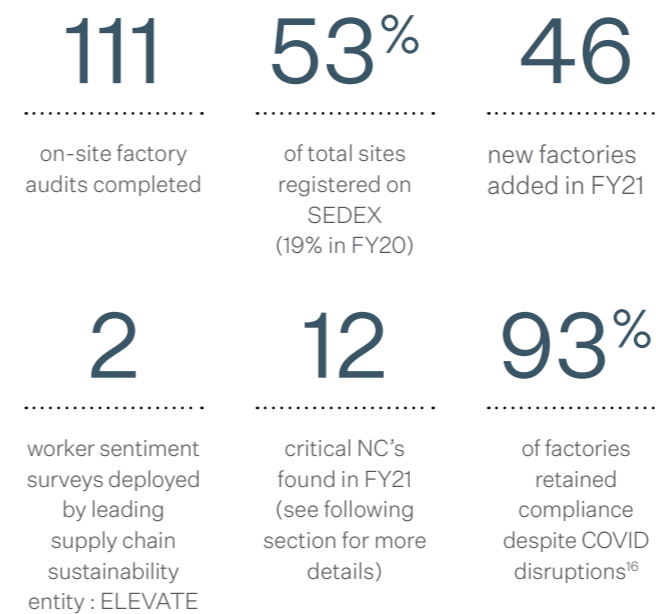 111
on-site factory
audits completed
53%
of total sites
registered on
SEDEX
(19% in FY20)
46
new factories
added in FY21
2
worker sentiment
surveys deployed
by leading
supply chain
sustainability
entity : ELEVATE
12
critical NC's
found in FY21
(see following
section for more
details)
93%
of factories
retained
compliance
despite COVID
disruptions16